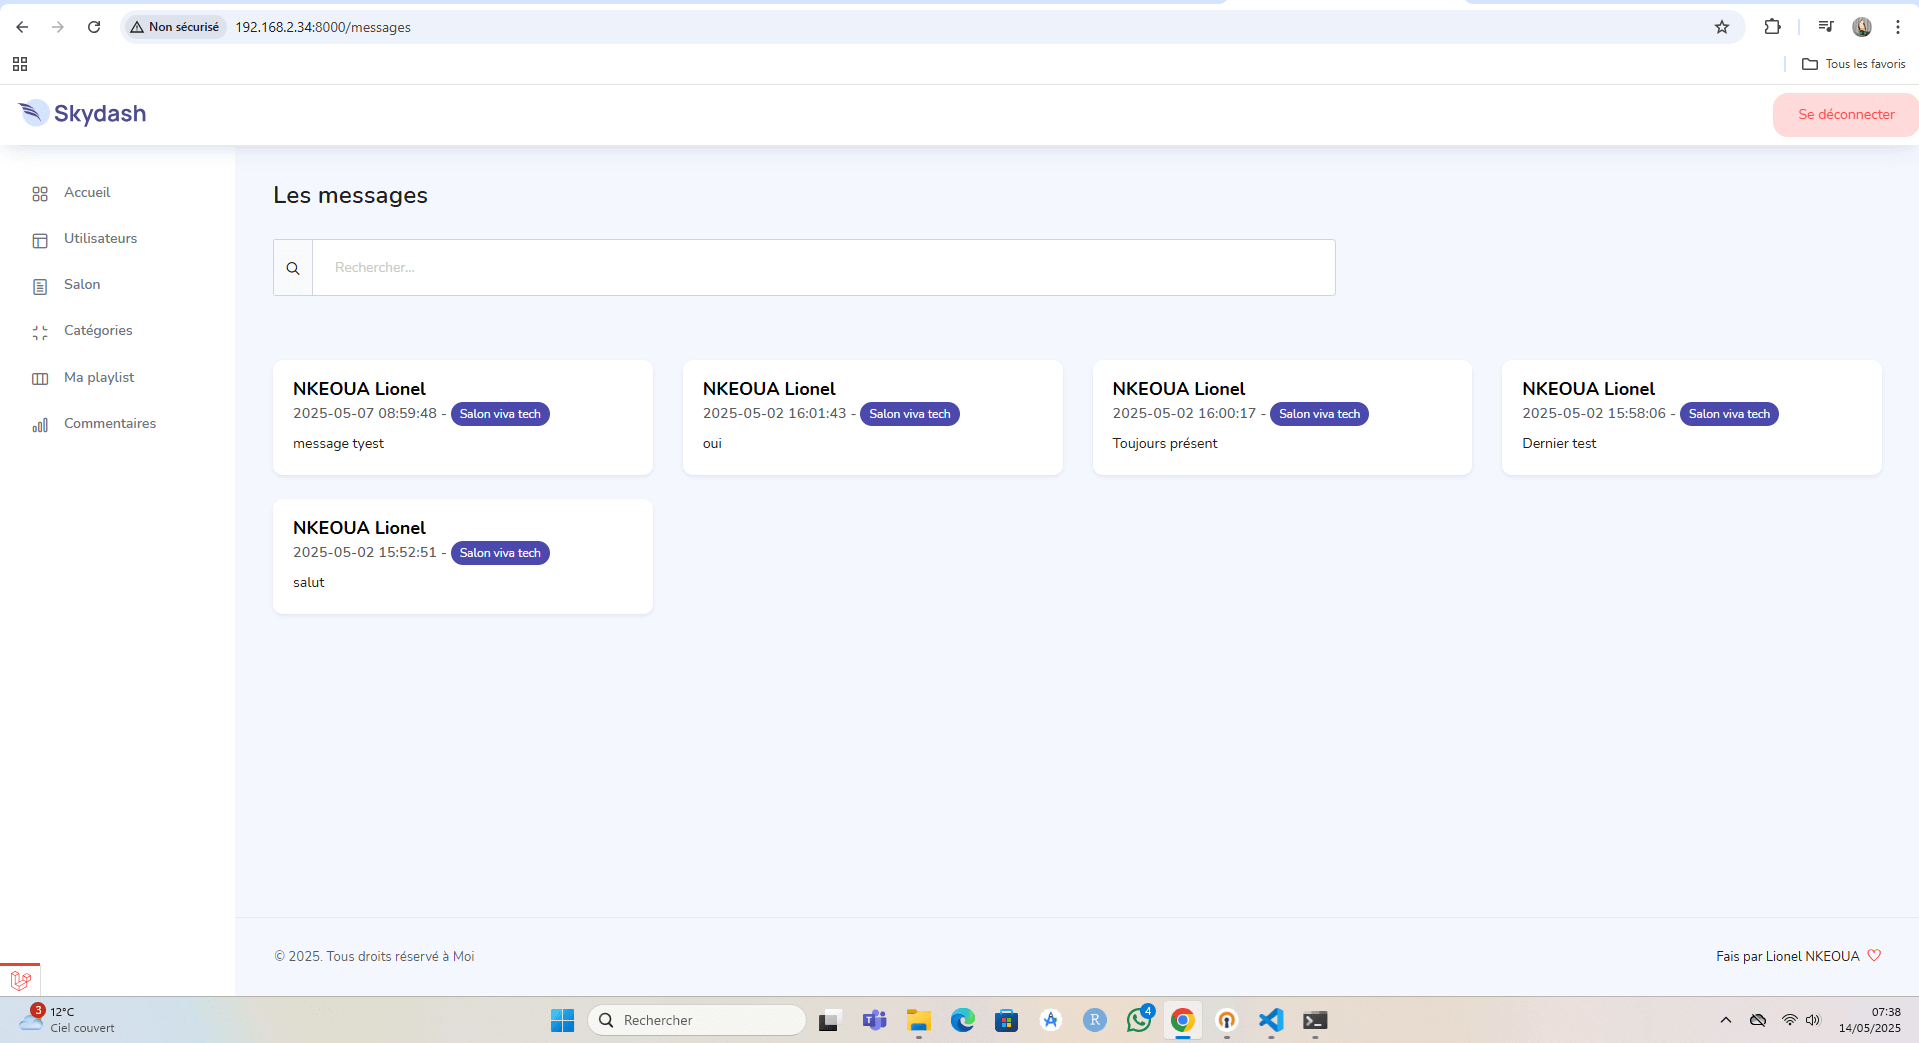 Non sécurisé 192.168.2.34:8000/messages
Tous les favoris
Skydash
Se déconnecter
Accueil
Utilisateurs
Salon
Catégories
Ma playlist
Commentaires
Les messages
Rechercher...
NKEOUA Lionel
2025-05-07 08:59:48 - Salon viva tech
message tyest
NKEOUA Lionel
2025-05-02 16:01:43 - Salon viva tech
oui
NKEOUA Lionel
2025-05-02 16:00:17 - Salon viva tech
Toujours présent
NKEOUA Lionel
2025-05-02 15:58:06 - Salon viva tech
Dernier test
NKEOUA Lionel
2025-05-02 15:52:51 - Salon viva tech
salut
© 2025. Tous droits réservé à Moi
Fais par Lionel NKEOUA
3
12°C
Ciel couvert
Rechercher
4
07:38
14/05/2025